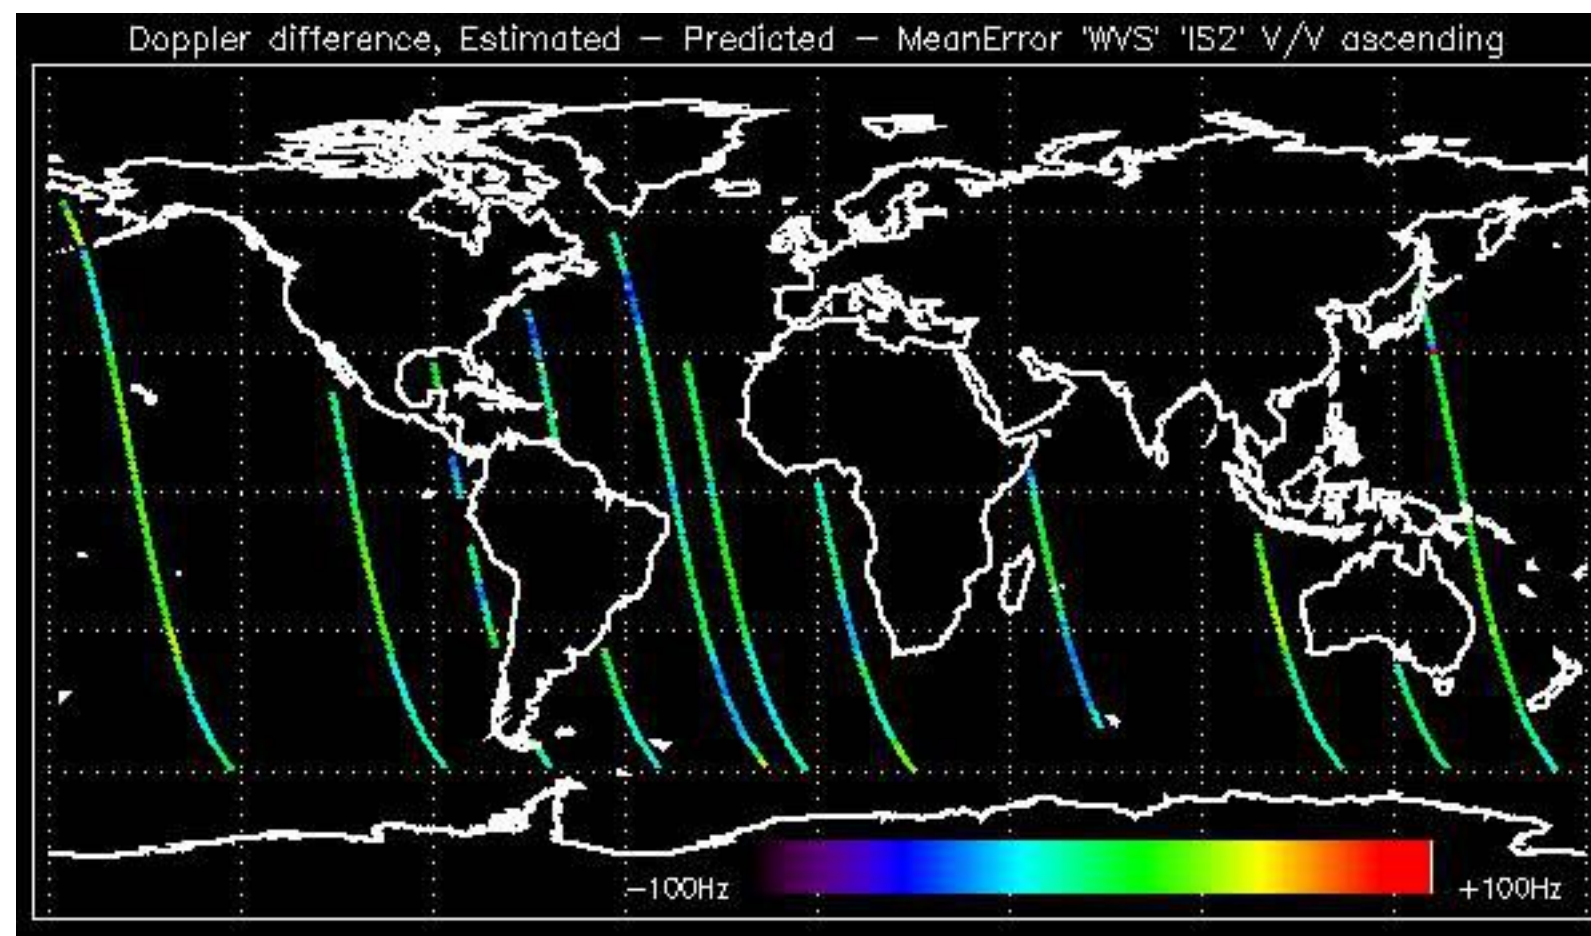 Doppler difference, Estimated – Predicted – MeanError 'WVS' 'IS2' V/V ascending
–100Hz +100Hz